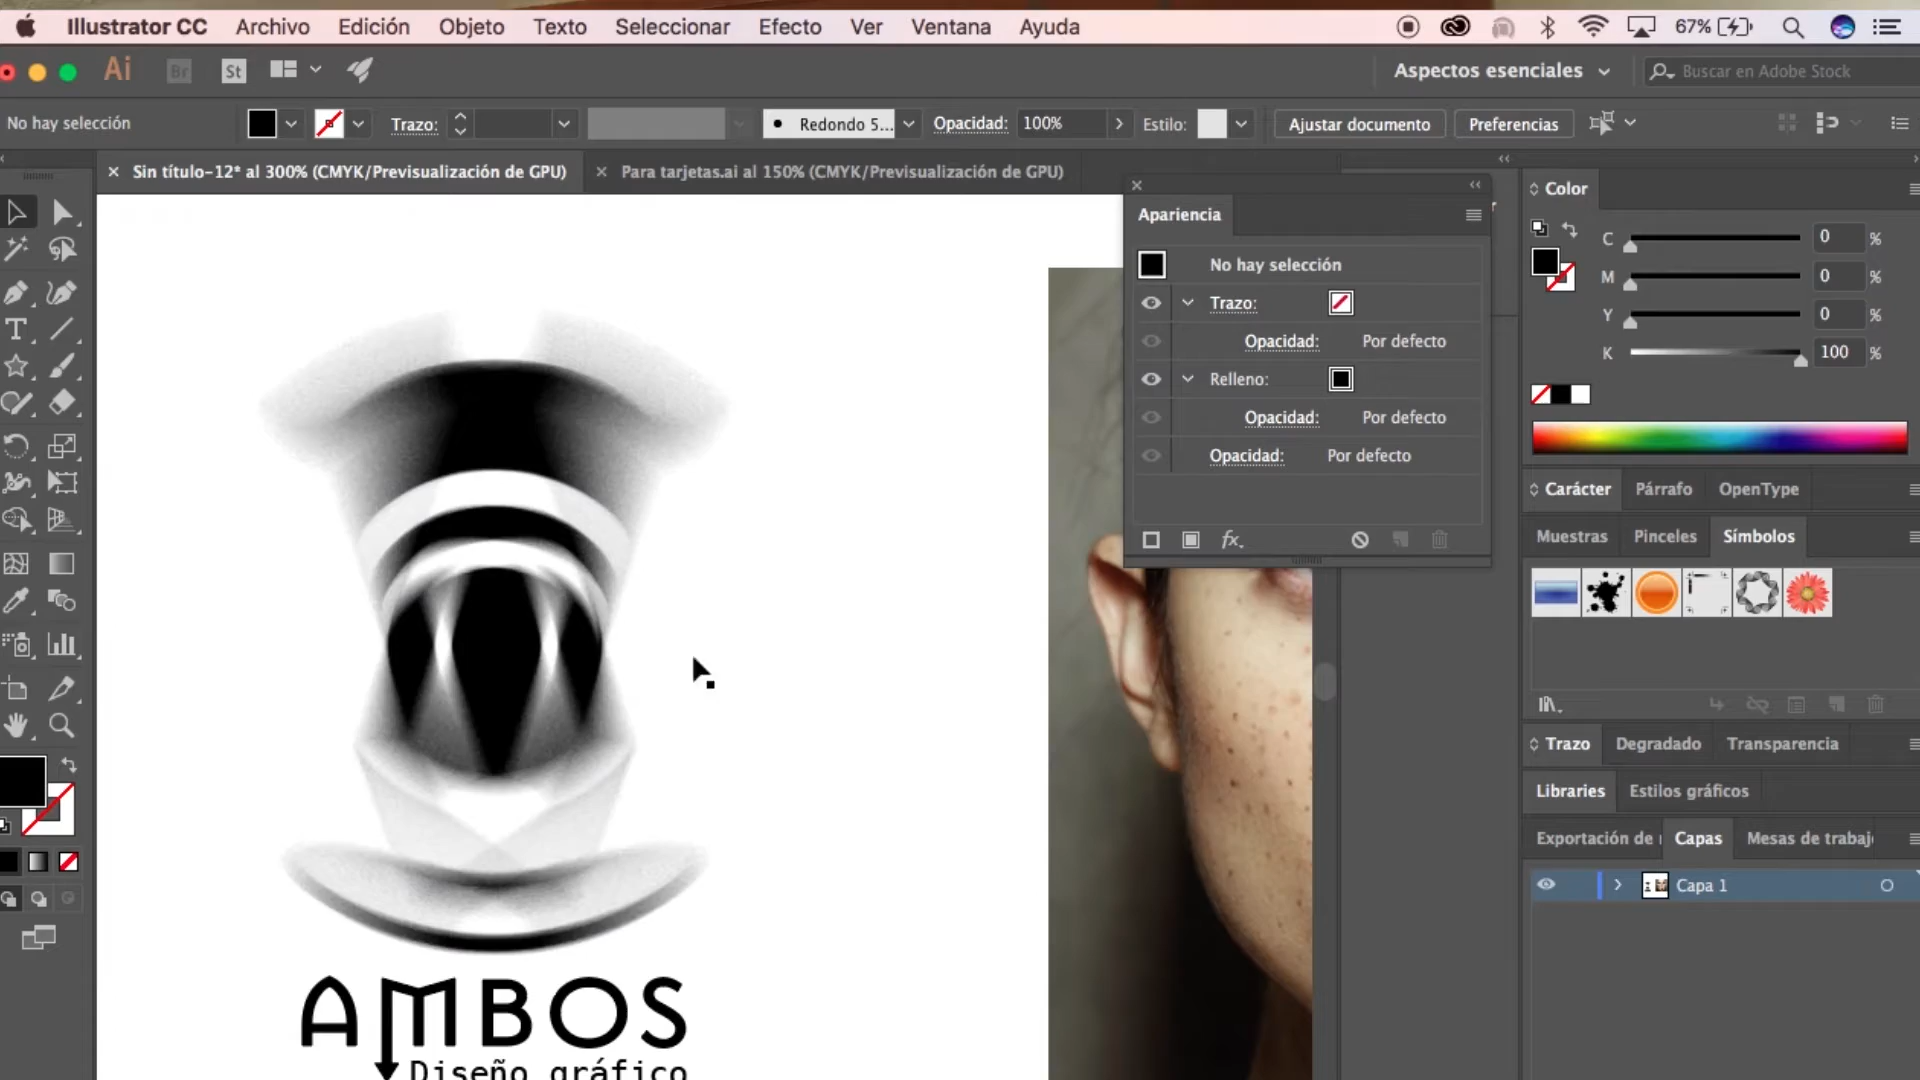 Illustrator CC Archivo Edición Objeto Texto Seleccionar Efecto Ver Ventana Ayuda 67%
Ai Br St Aspectos esenciales Buscar en Adobe Stock
No hay selección Trazo: Redondo 5... Opacidad: 100% Estilo: Ajustar documento Preferencias
Sin título-12* al 300% (CMYK/Previsualización de GPU) Para tarjetas.ai al 150% (CMYK/Previsualización de GPU)
Apariencia
No hay selección
Trazo:
Opacidad: Por defecto
Relleno:
Opacidad: Por defecto
Opacidad: Por defecto
fx.
Color
C 0 %
M 0 %
Y 0 %
K 100 %
Carácter Párrafo OpenType
Muestras Pinceles Símbolos
Trazo Degradado Transparencia
Libraries Estilos gráficos
Exportación de Capas Mesas de trabaj
Capa 1
AMBOS
Diseño gráfico